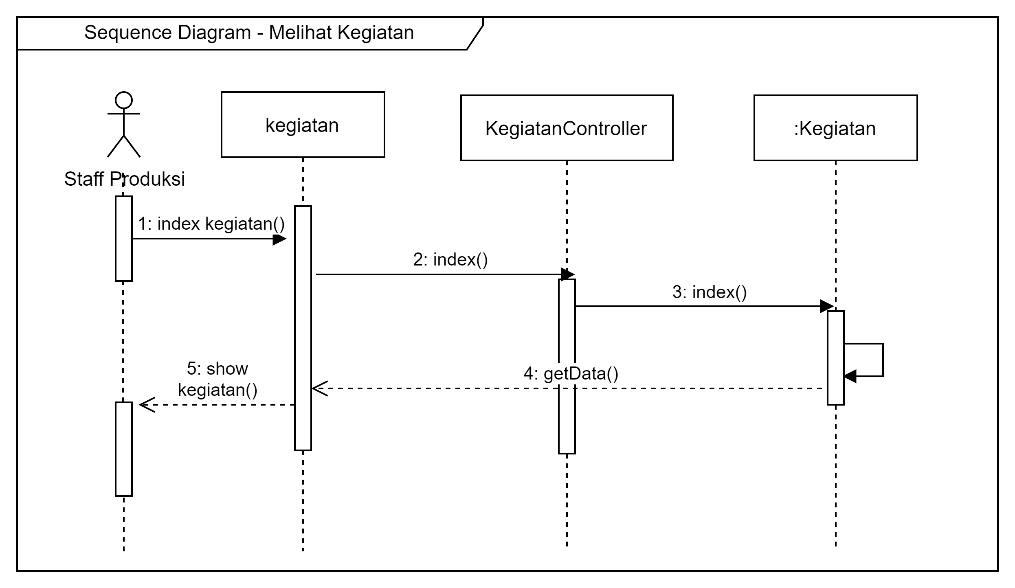 Sequence Diagram - Melihat Kegiatan
kegiatan
KegiatanController
:Kegiatan
Staff Produksi
1: index kegiatan()
2: index()
3: index()
4: getData()
5: show
kegiatan()